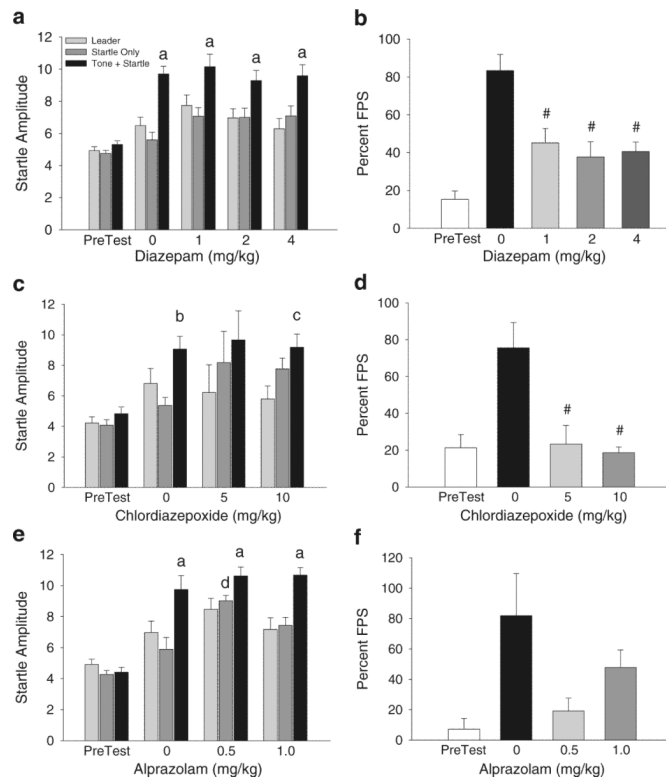 a
Leader
Startle Only
Tone + Startle
Startle Amplitude
12
10
8
6
4
2
0
a a a a
PreTest 0 1 2 4
Diazepam (mg/kg)
b
Percent FPS
100
80
60
40
20
0
# # #
PreTest 0 1 2 4
Diazepam (mg/kg)
c
Startle Amplitude
12
10
8
6
4
2
0
b c
PreTest 0 5 10
Chlordiazepoxide (mg/kg)
d
Percent FPS
100
80
60
40
20
0
# #
PreTest 0 5 10
Chlordiazepoxide (mg/kg)
e
Startle Amplitude
12
10
8
6
4
2
0
a a a
d
PreTest 0 0.5 1.0
Alprazolam (mg/kg)
f
Percent FPS
120
100
80
60
40
20
0
PreTest 0 0.5 1.0
Alprazolam (mg/kg)